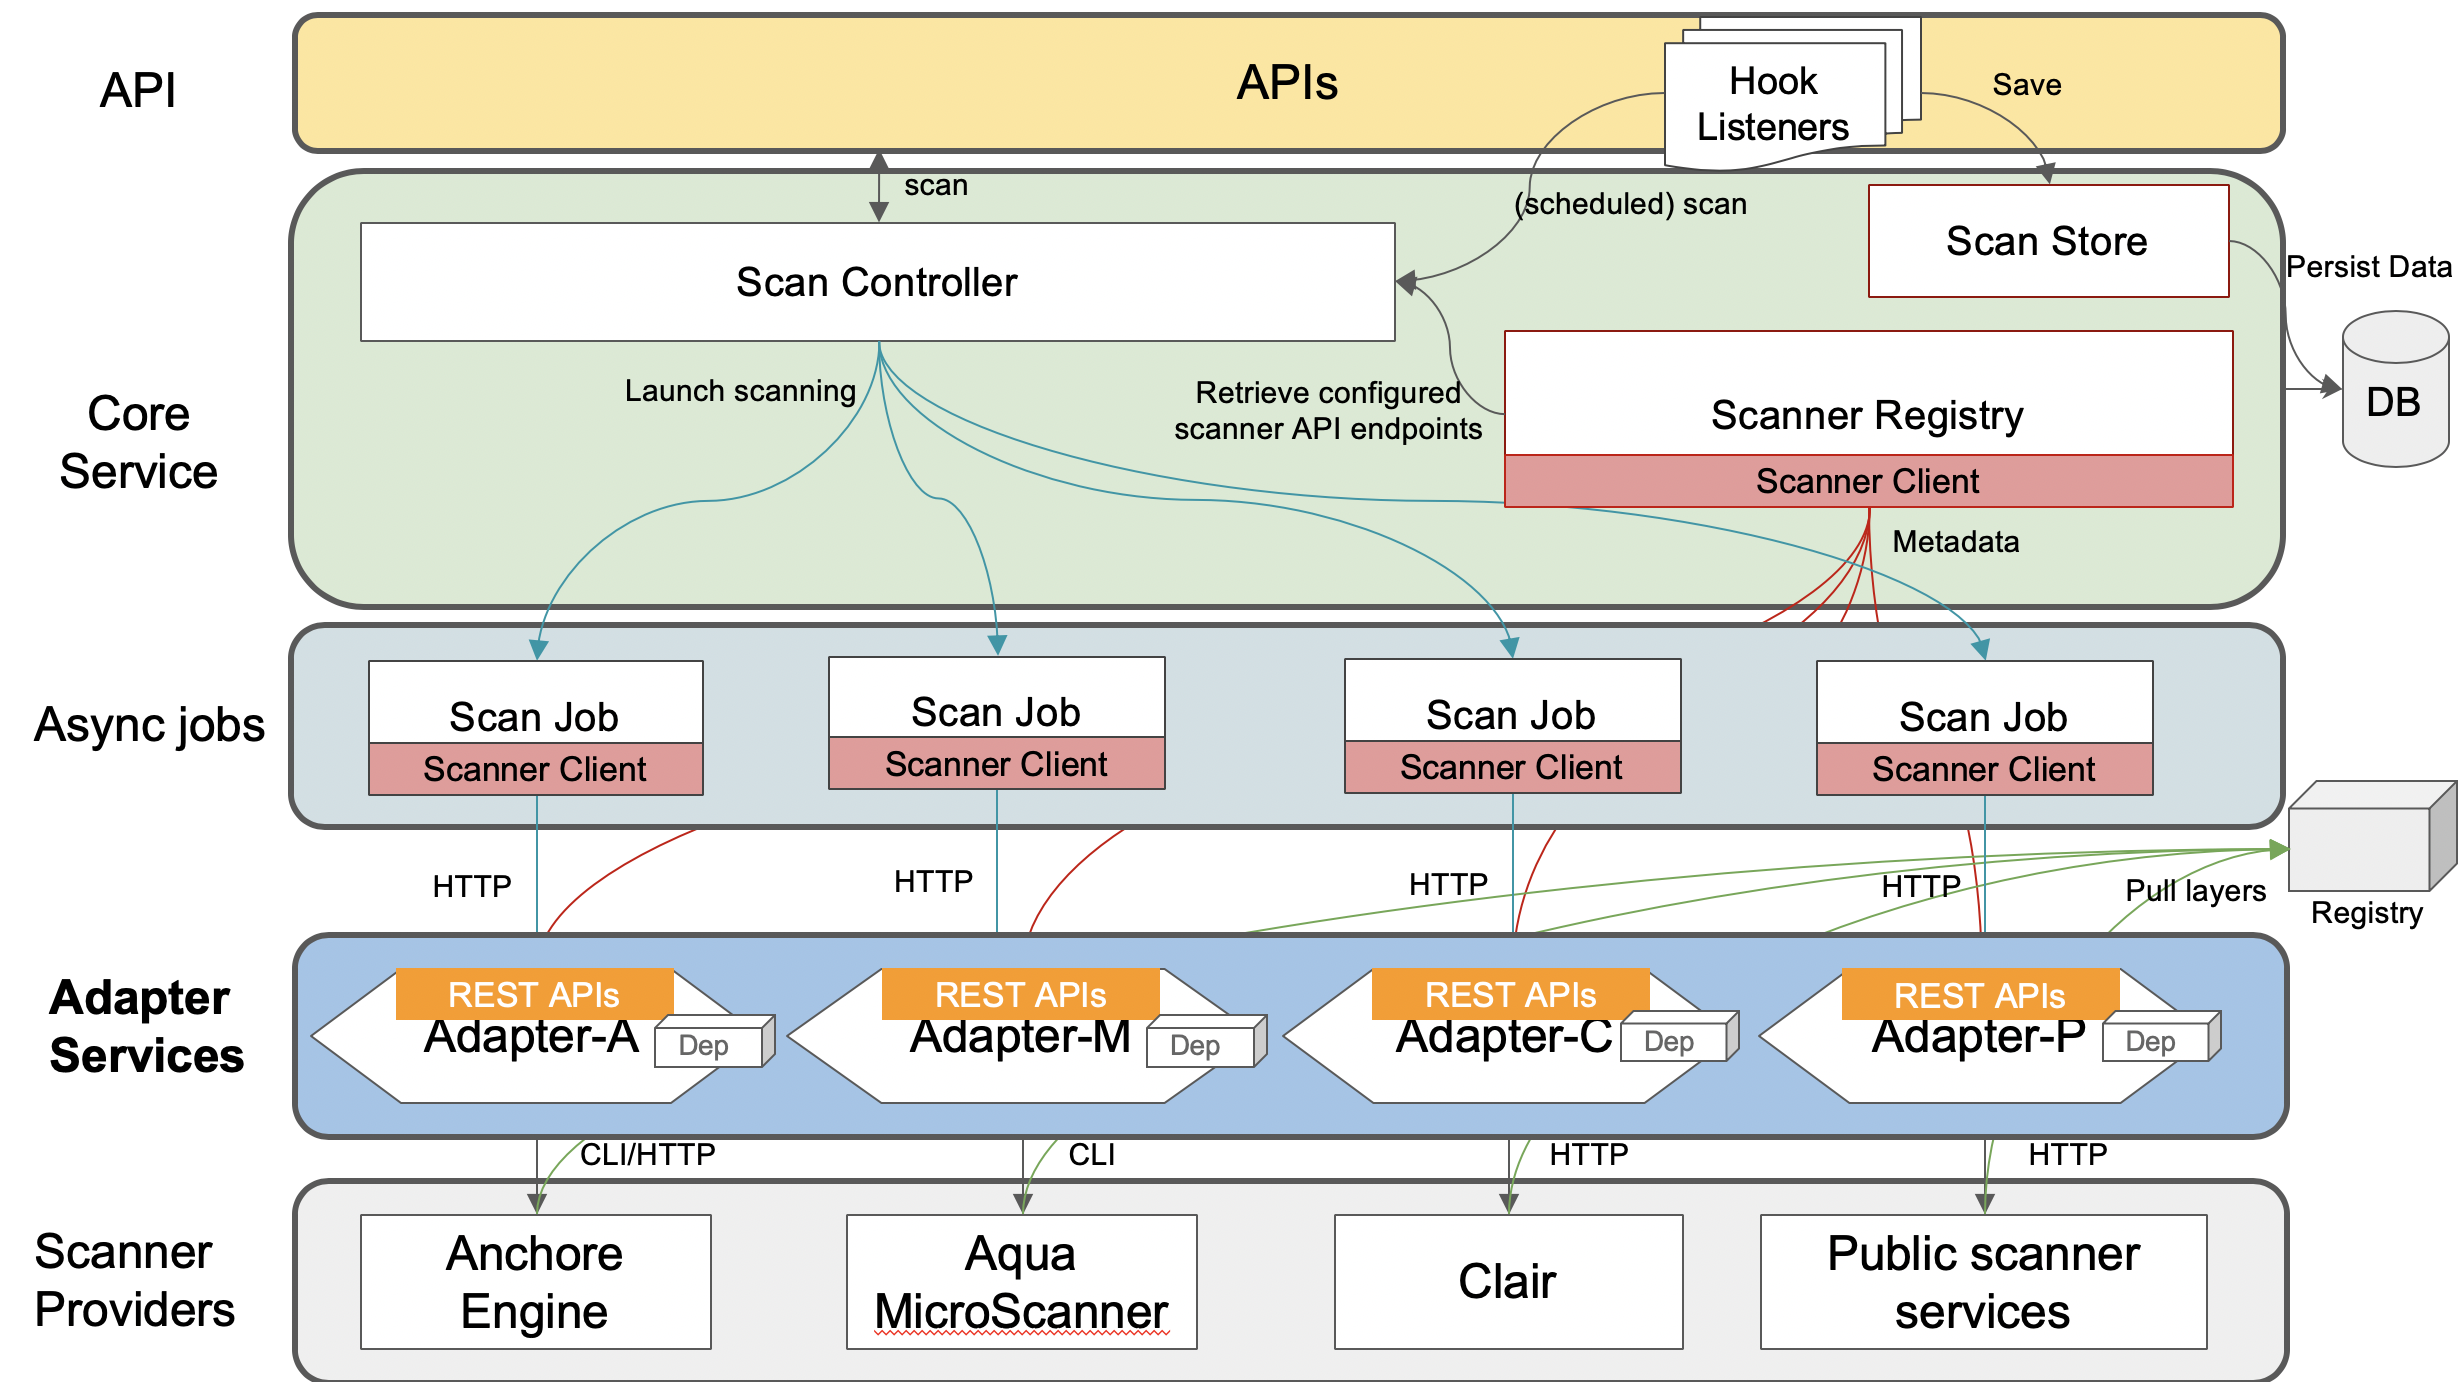 API
APIs
Hook
Listeners
Save
scan
(scheduled) scan
Scan Store
Scan Controller
Persist Data
Launch scanning
Retrieve configured
scanner API endpoints
Scanner Registry
DB
Core
Service
Scanner Client
Metadata
Async jobs
Scan Job
Scanner Client
Scan Job
Scanner Client
Scan Job
Scanner Client
Scan Job
Scanner Client
HTTP
HTTP
HTTP
HTTP
Pull layers
Registry
Adapter
Services
REST APIs
Adapter-A
Dep
REST APIs
Adapter-M
Dep
REST APIs
Adapter-C
Dep
REST APIs
Adapter-P
Dep
CLI/HTTP
CLI
HTTP
HTTP
Scanner
Providers
Anchore
Engine
Aqua
MicroScanner
Clair
Public scanner
services